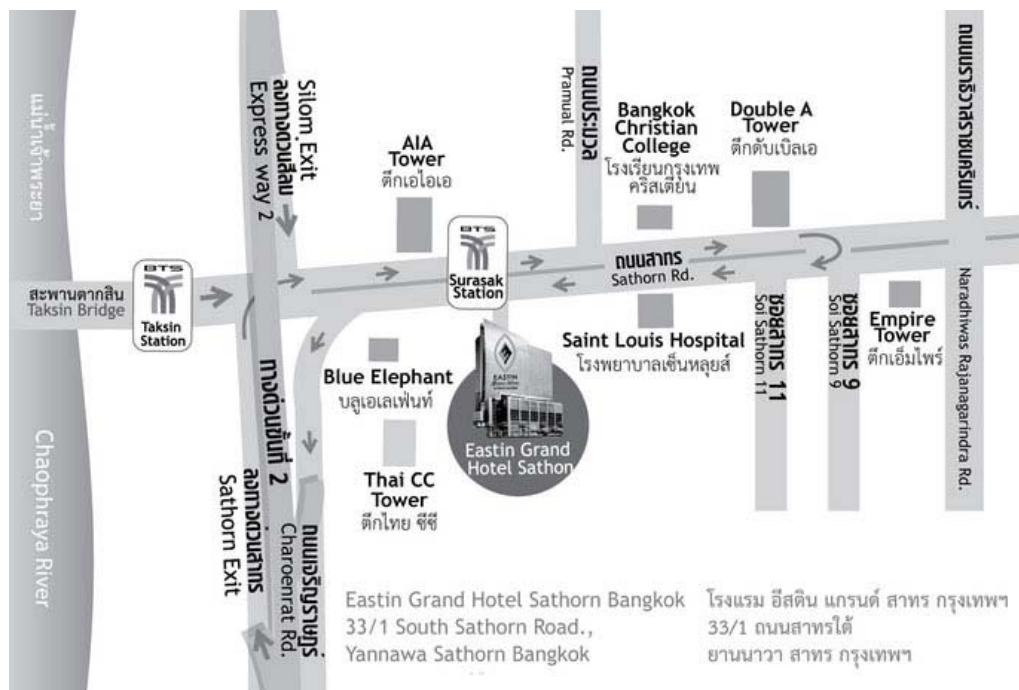 แม่น้ำเจ้าพระยา
Chaophraya River
สะพานตากสิน
Taksin Bridge
BTS
Taksin
Station
Silom Exit
ลงทางด่วนสีลม
Express way 2
ทางด่วนขั้นที่ 2
ลงทางด่วนสาทร
Sathorn Exit
ถนนเจริญราษฎร์
Charoenrat Rd.
AIA
Tower
ตึกเอไอเอ
BTS
Surasak
Station
ถนนประมวล
Pramual Rd.
Bangkok
Christian
College
โรงเรียนกรุงเทพ
คริสเตียน
Double A
Tower
ตึกดับเบิลเอ
ถนนนราธิวาสราชนครินทร์
Naradhiwas Rajanagarindra Rd.
ถนนสาทร
Sathorn Rd.
Blue Elephant
บลูเอเลเฟ่นท์
Thai CC
Tower
ตึกไทย ซีซี
EASTIN
Eastin Grand
Hotel Sathon
Saint Louis Hospital
โรงพยาบาลเซ็นหลุยส์
ซอยสาทร 11
Soi Sathorn 11
ซอยสาทร 9
Soi Sathorn 9
Empire
Tower
ตึกเอ็มไพร์
Eastin Grand Hotel Sathorn Bangkok
33/1 South Sathorn Road.,
Yannawa Sathorn Bangkok
โรงแรม อีสติน แกรนด์ สาทร กรุงเทพฯ
33/1 ถนนสาทรใต้
ยานนาวา สาทร กรุงเทพฯ